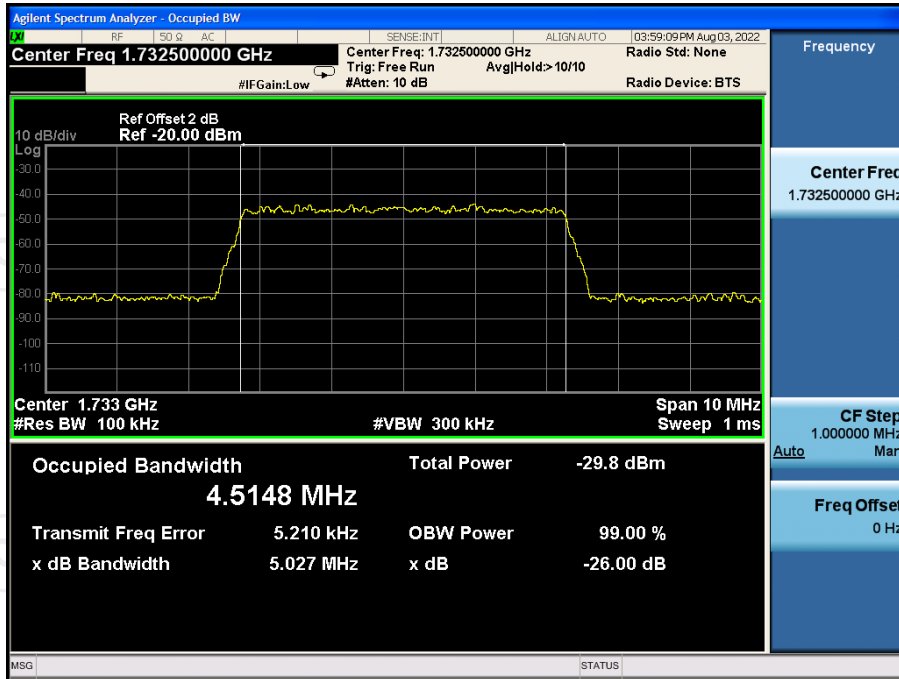 Agilent Spectrum Analyzer - Occupied BW
LXI RF 50 Ω AC SENSE:INT ALIGN AUTO 03:59:09 PM Aug 03, 2022
Center Freq 1.732500000 GHz Center Freq: 1.732500000 GHz Radio Std: None
Trig: Free Run Avg|Hold:>10/10
#IFGain:Low #Atten: 10 dB Radio Device: BTS
Ref Offset 2 dB
10 dB/div Ref -20.00 dBm
Log
-30.0
-40.0
-50.0
-60.0
-70.0
-80.0
-90.0
-100
-110
Center 1.733 GHz Span 10 MHz
#Res BW 100 kHz #VBW 300 kHz Sweep 1 ms
Occupied Bandwidth Total Power -29.8 dBm
4.5148 MHz
Transmit Freq Error 5.210 kHz OBW Power 99.00 %
x dB Bandwidth 5.027 MHz x dB -26.00 dB
Frequency
Center Freq
1.732500000 GHz
CF Step
1.000000 MHz
Auto Man
Freq Offset
0 Hz
MSG STATUS